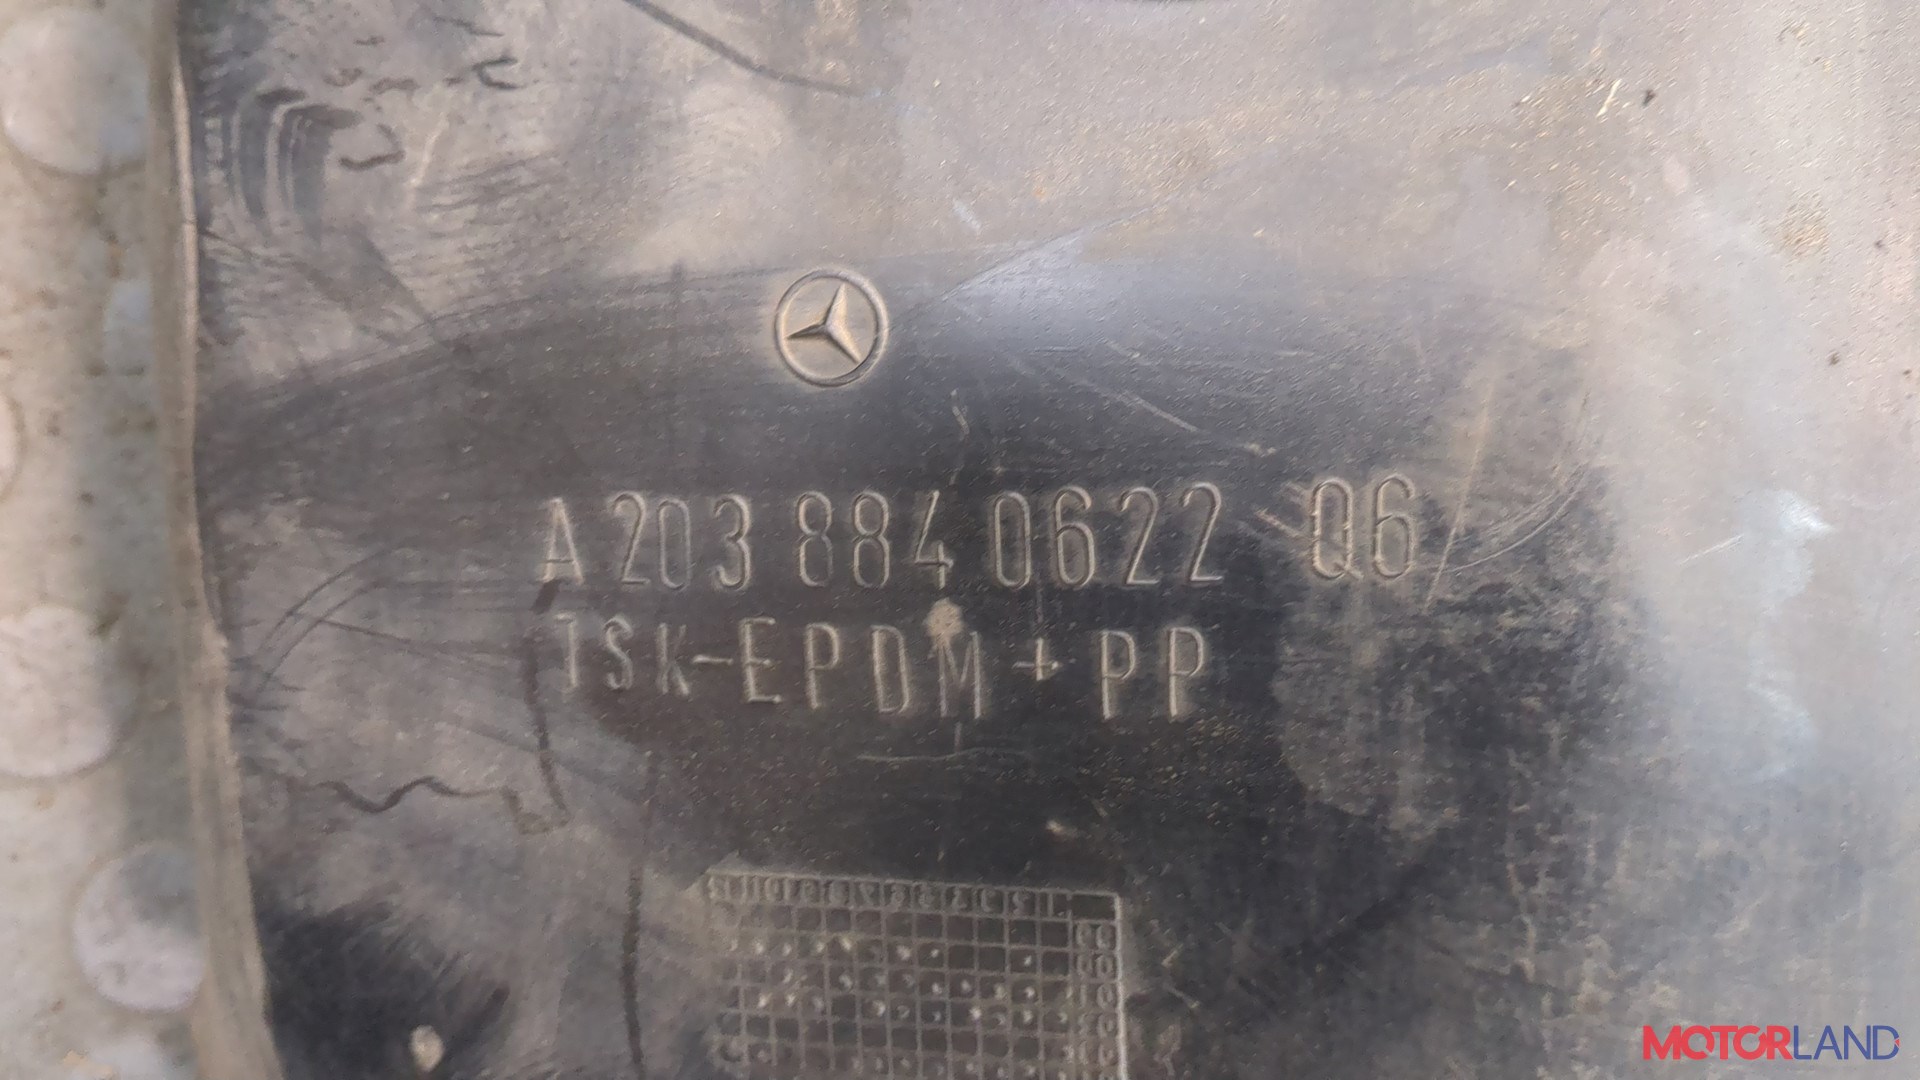 A 203 884 0622 Q6
TSK-EPDM+PP
MOTORLAND